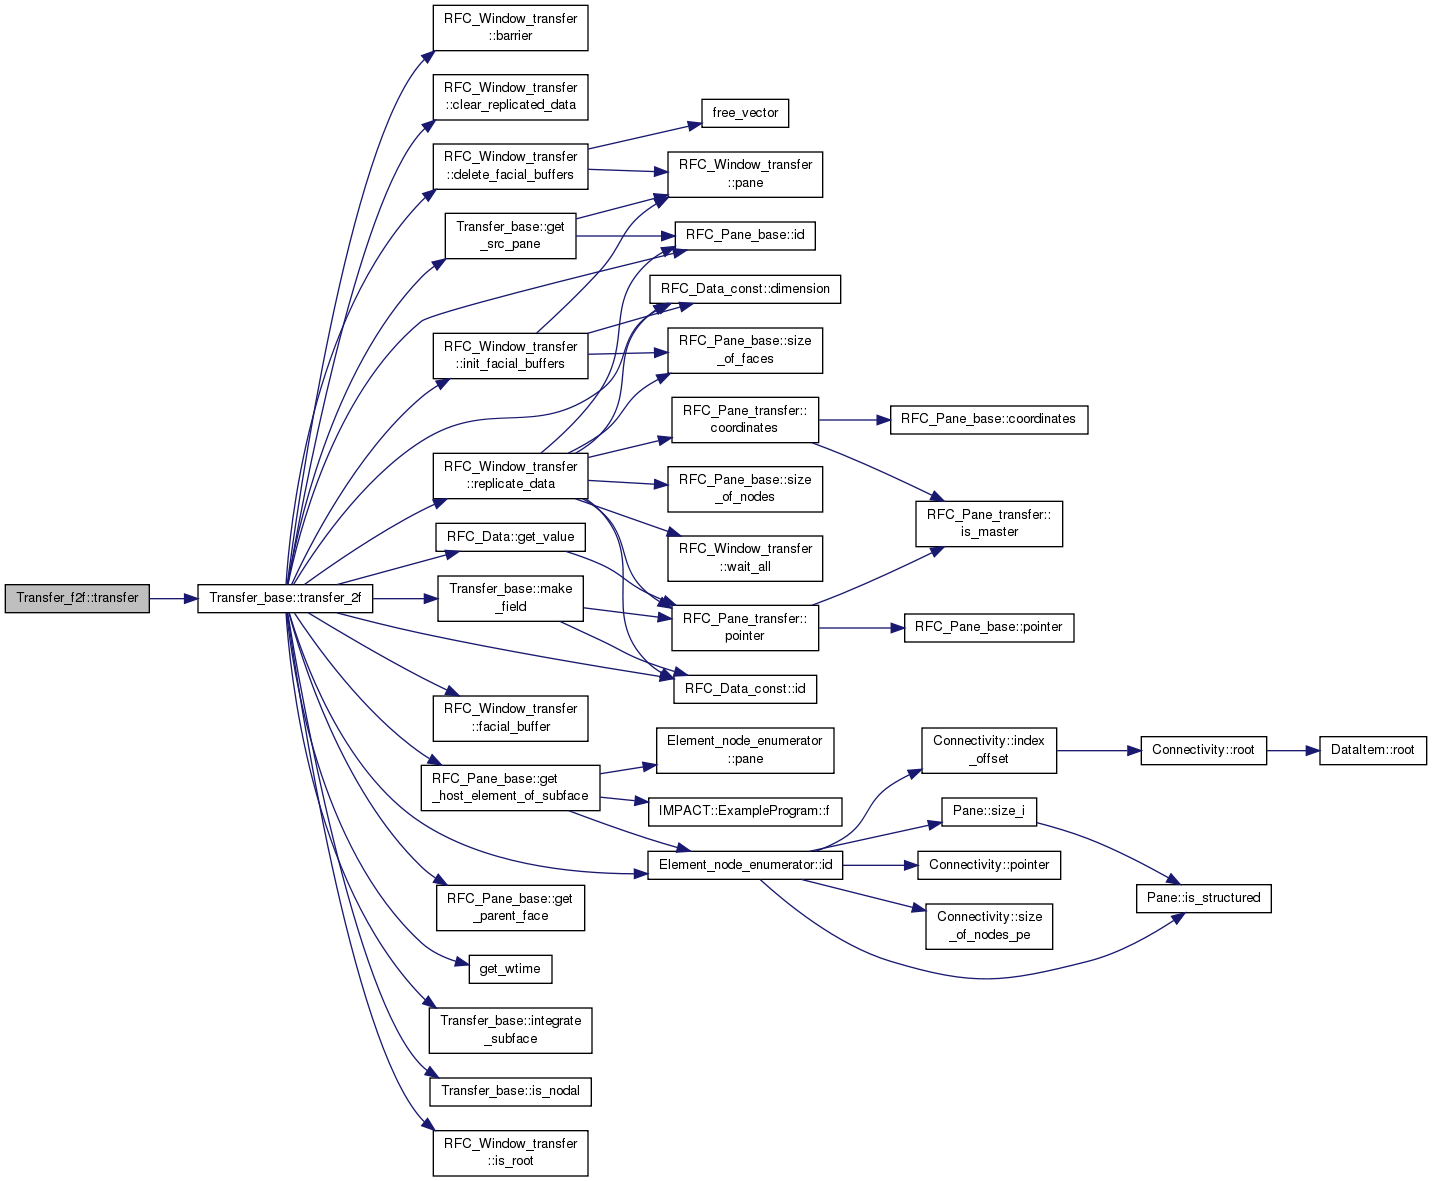 Transfer_f2f::transfer
Transfer_base::transfer_2f
RFC_Window_transfer
::barrier
RFC_Window_transfer
::clear_replicated_data
RFC_Window_transfer
::delete_facial_buffers
Transfer_base::get
_src_pane
RFC_Window_transfer
::init_facial_buffers
RFC_Window_transfer
::replicate_data
RFC_Data::get_value
Transfer_base::make
_field
RFC_Window_transfer
::facial_buffer
RFC_Pane_base::get
_host_element_of_subface
RFC_Pane_base::get
_parent_face
get_wtime
Transfer_base::integrate
_subface
Transfer_base::is_nodal
RFC_Window_transfer
::is_root
free_vector
RFC_Window_transfer
::pane
RFC_Pane_base::id
RFC_Data_const::dimension
RFC_Pane_base::size
_of_faces
RFC_Pane_transfer::
coordinates
RFC_Pane_base::size
_of_nodes
RFC_Window_transfer
::wait_all
RFC_Pane_transfer::
pointer
RFC_Data_const::id
Element_node_enumerator
::pane
IMPACT::ExampleProgram::f
Element_node_enumerator::id
RFC_Pane_base::coordinates
RFC_Pane_transfer::
is_master
RFC_Pane_base::pointer
Connectivity::index
_offset
Pane::size_i
Connectivity::pointer
Connectivity::size
_of_nodes_pe
Connectivity::root
Pane::is_structured
DataItem::root